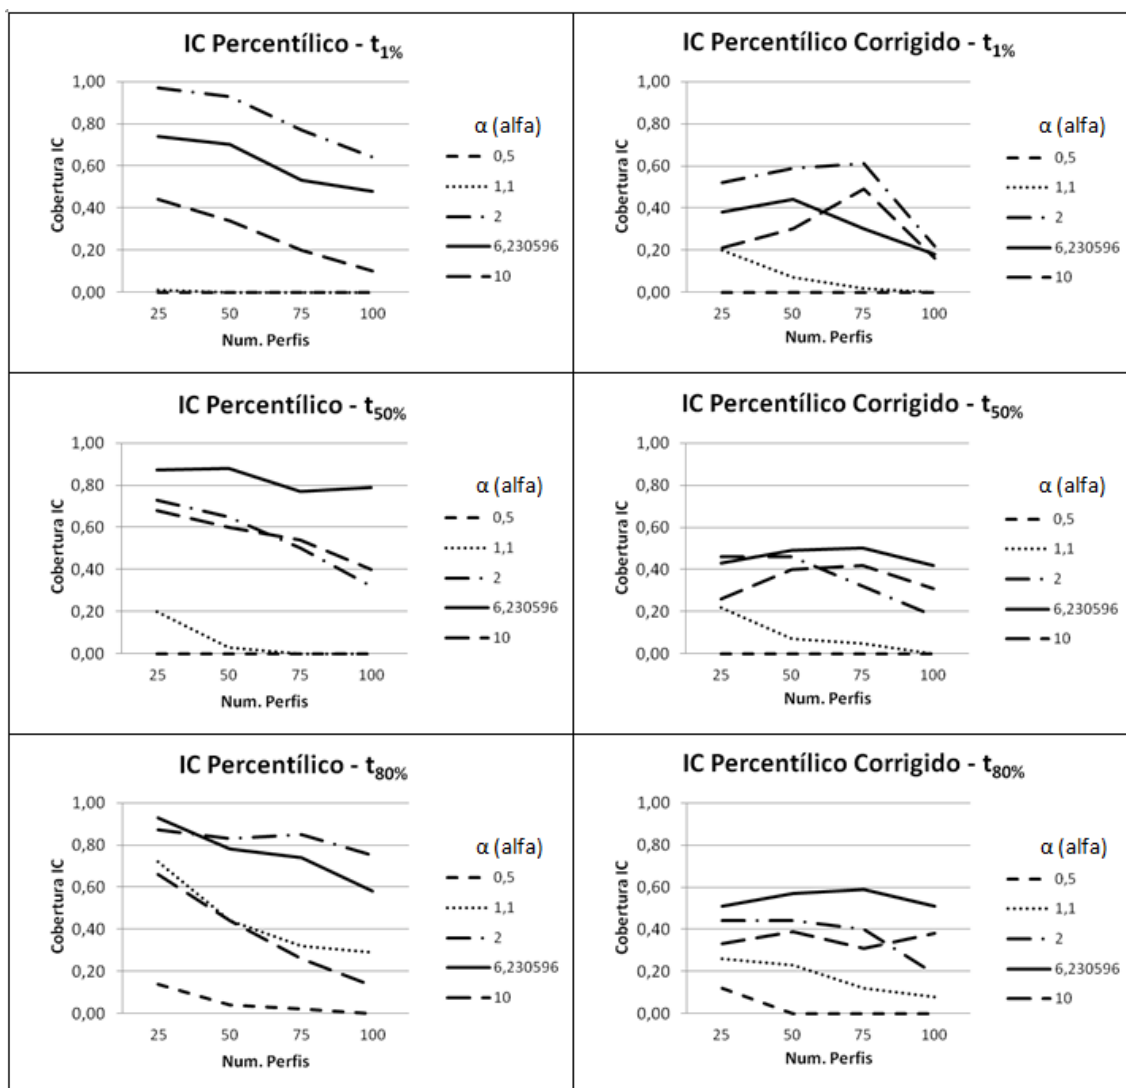 IC Percentílico - t1%
1,00
0,80
0,60
0,40
0,20
0,00
Cobertura IC
25 50 75 100
Num. Perfis
α (alfa)
0,5
1,1
2
6,230596
10
IC Percentílico Corrigido - t1%
1,00
0,80
0,60
0,40
0,20
0,00
Cobertura IC
25 50 75 100
Num. Perfis
α (alfa)
0,5
1,1
2
6,230596
10
IC Percentílico - t50%
1,00
0,80
0,60
0,40
0,20
0,00
Cobertura IC
25 50 75 100
Num. Perfis
α (alfa)
0,5
1,1
2
6,230596
10
IC Percentílico Corrigido - t50%
1,00
0,80
0,60
0,40
0,20
0,00
Cobertura IC
25 50 75 100
Num. Perfis
α (alfa)
0,5
1,1
2
6,230596
10
IC Percentílico - t80%
1,00
0,80
0,60
0,40
0,20
0,00
Cobertura IC
25 50 75 100
Num. Perfis
α (alfa)
0,5
1,1
2
6,230596
10
IC Percentílico Corrigido - t80%
1,00
0,80
0,60
0,40
0,20
0,00
Cobertura IC
25 50 75 100
Num. Perfis
α (alfa)
0,5
1,1
2
6,230596
10